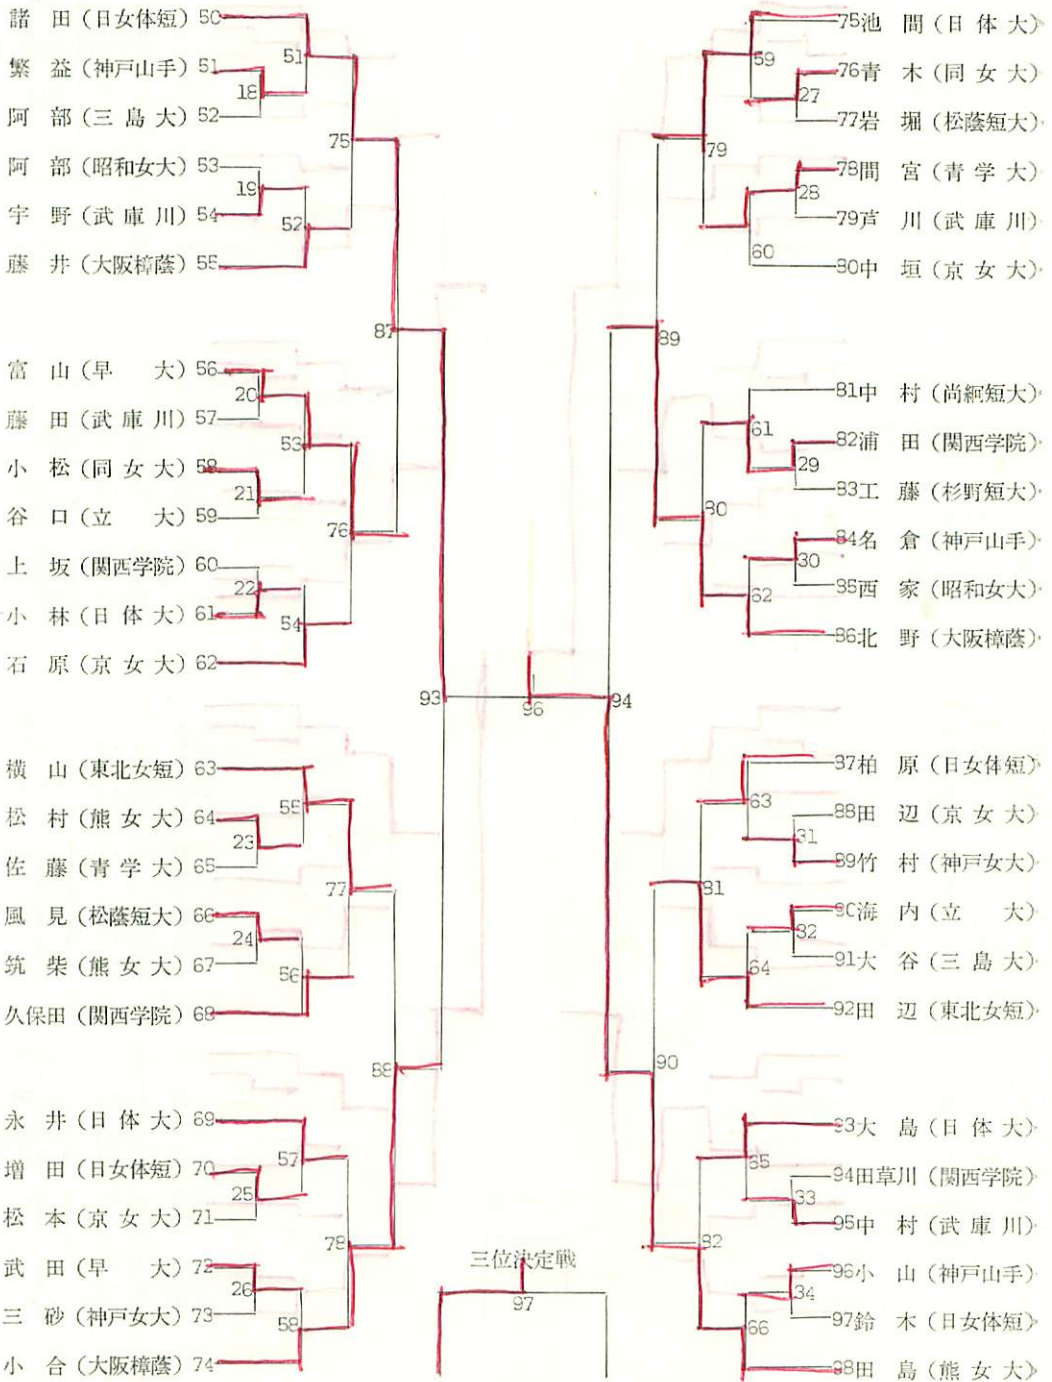 諸　田（日女体短）50
繁　益（神戸山手）51
阿　部（三 島 大）52
阿　部（昭和女大）53
宇　野（武 庫 川）54
藤　井（大阪樟蔭）55
富　山（早　　大）56
藤　田（武 庫 川）57
小　松（同 女 大）58
谷　口（立　　大）59
上　坂（関西学院）60
小　林（日 体 大）61
石　原（京 女 大）62
横　山（東北女短）63
松　村（熊 女 大）64
佐　藤（青 学 大）65
風　見（松蔭短大）66
筑　柴（熊 女 大）67
久保田（関西学院）68
永　井（日 体 大）69
増　田（日女体短）70
松　本（京 女 大）71
武　田（早　　大）72
三　砂（神戸女大）73
小　合（大阪樟蔭）74
18
19
20
21
22
23
24
25
26
51
52
53
54
55
56
57
58
75
76
77
78
87
88
93
96
94
三位決定戦
97
89
90
79
80
81
82
59
60
61
62
63
64
65
66
27
28
29
30
31
32
33
34
75池　間（日 体 大）
76青　木（同 女 大）
77岩　堀（松蔭短大）
78間　宮（青 学 大）
79芦　川（武 庫 川）
80中　垣（京 女 大）
81中　村（尚絅短大）
82浦　田（関西学院）
83工　藤（杉野短大）
84名　倉（神戸山手）
85西　家（昭和女大）
86北　野（大阪樟蔭）
87柏　原（日女体短）
88田　辺（京 女 大）
89竹　村（神戸女大）
90海　内（立　　大）
91大　谷（三 島 大）
92田　辺（東北女短）
93大　島（日 体 大）
94田草川（関西学院）
95中　村（武 庫 川）
96小　山（神戸山手）
97鈴　木（日女体短）
98田　島（熊 女 大）